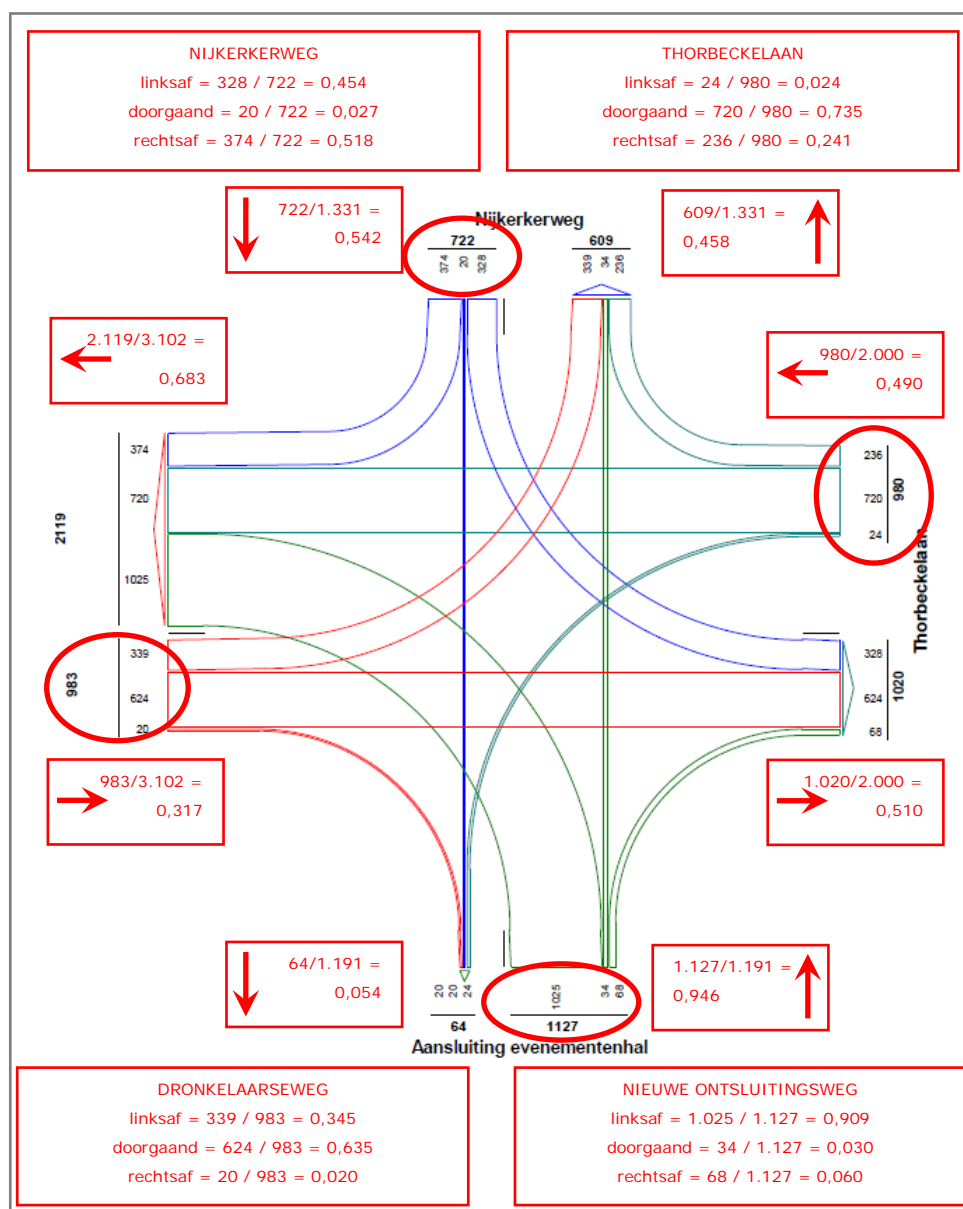 NIJKERKERWEG
linksaf = 328 / 722 = 0,454
doorgaand = 20 / 722 = 0,027
rechtsaf = 374 / 722 = 0,518
THORBECKELAAN
linksaf = 24 / 980 = 0,024
doorgaand = 720 / 980 = 0,735
rechtsaf = 236 / 980 = 0,241
722/1.331 =
0,542
Nijkerkerweg
722
374
20
328
609
339
34
236
609/1.331 =
0,458
2.119/3.102 =
0,683
980/2.000 =
0,490
374
720
1025
2119
236
720
24
980
Thorbeckelaan
339
624
20
983
328
624
68
1020
983/3.102 =
0,317
1.020/2.000 =
0,510
64/1.191 =
0,054
20
20
24
64
1025
34
68
1127
Aansluiting evenementenhal
1.127/1.191 =
0,946
DRONKELAARSEWEG
linksaf = 339 / 983 = 0,345
doorgaand = 624 / 983 = 0,635
rechtsaf = 20 / 983 = 0,020
NIEUWE ONTSLUITINGSWEG
linksaf = 1.025 / 1.127 = 0,909
doorgaand = 34 / 1.127 = 0,030
rechtsaf = 68 / 1.127 = 0,060